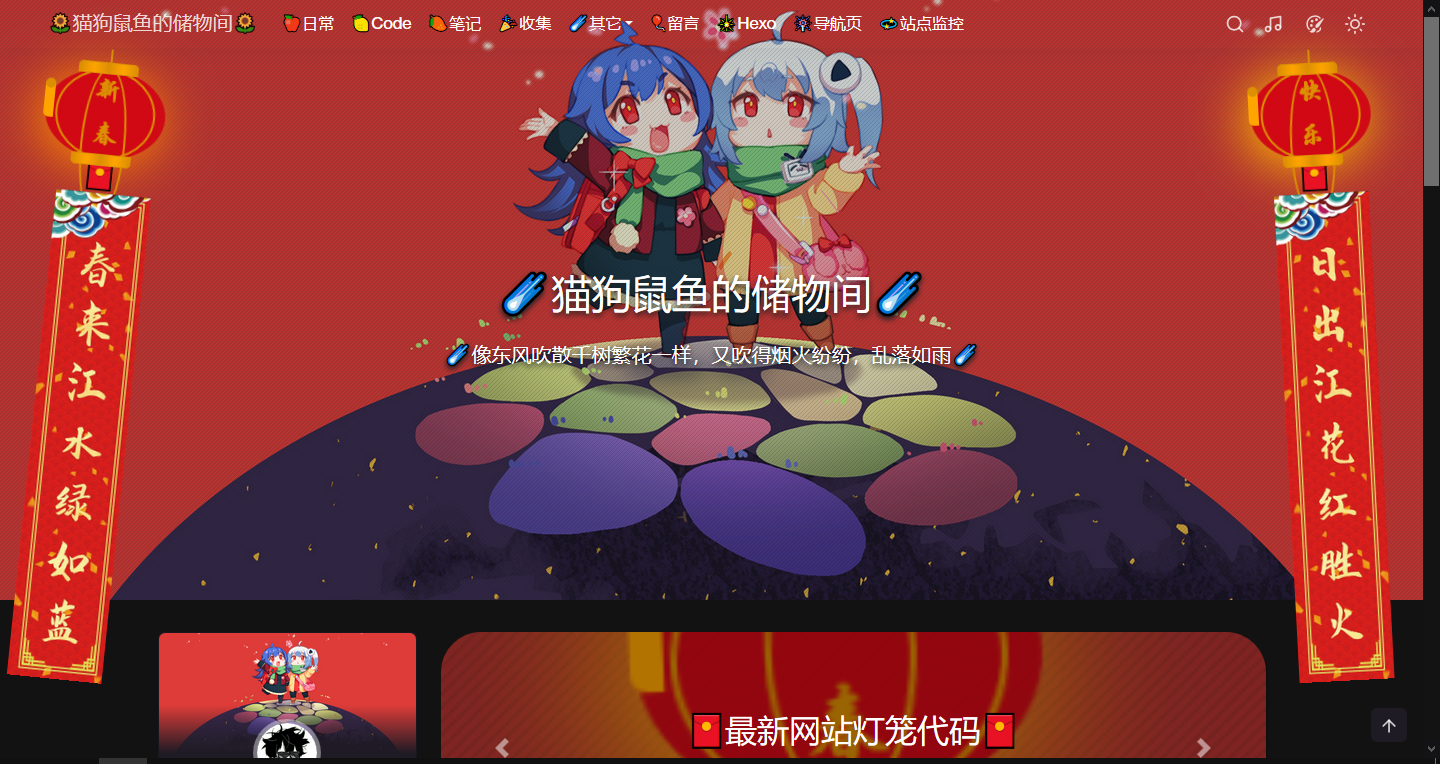 🌻猫狗鼠鱼的储物间🌻 日常 Code 笔记 收集 其它 留言 Hexo 导航页 站点监控
新春
快乐
春来江水绿如蓝
日出江花红胜火
猫狗鼠鱼的储物间
像东风吹散千树繁花一样，又吹得烟火纷纷，乱落如雨
最新网站灯笼代码